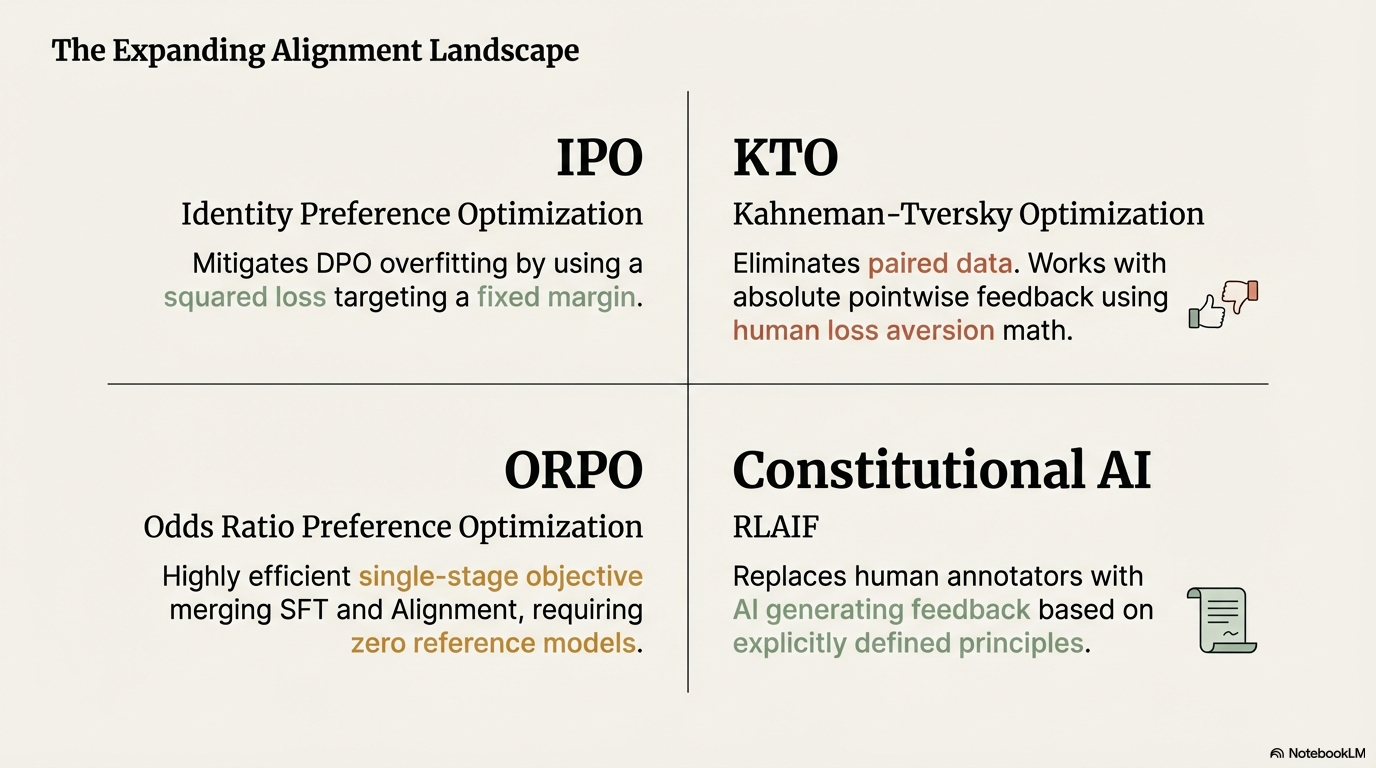 The Expanding Alignment Landscape
IPO
Identity Preference Optimization
Mitigates DPO overfitting by using a
squared loss targeting a fixed margin.
KTO
Kahneman-Tversky Optimization
Eliminates paired data. Works with
absolute pointwise feedback using
human loss aversion math.
ORPO
Odds Ratio Preference Optimization
Highly efficient single-stage objective
merging SFT and Alignment, requiring
zero reference models.
Constitutional AI
RLAIF
Replaces human annotators with
AI generating feedback based on
explicitly defined principles.
NotebookLM